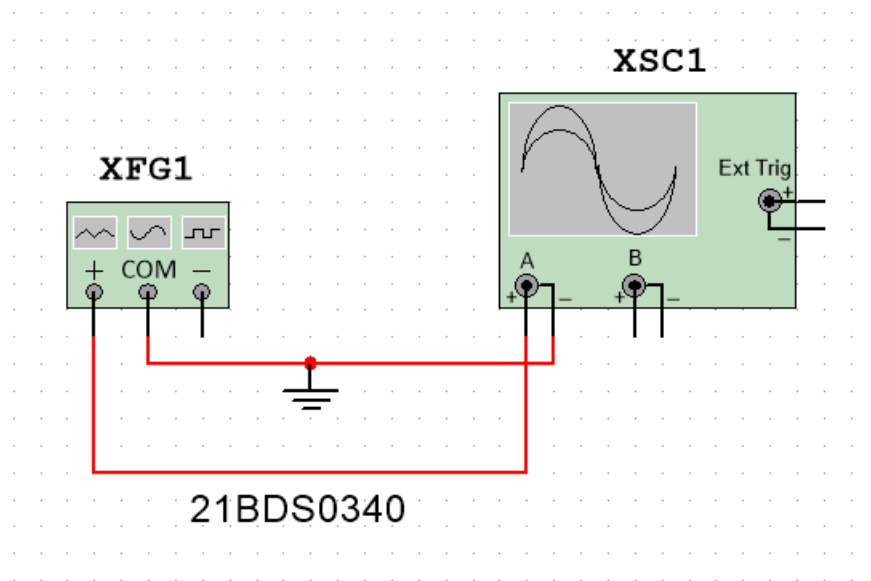 XSC1
XFG1
Ext Trig
+
−
+ COM −
A
+ −
B
+ −
21BDS0340